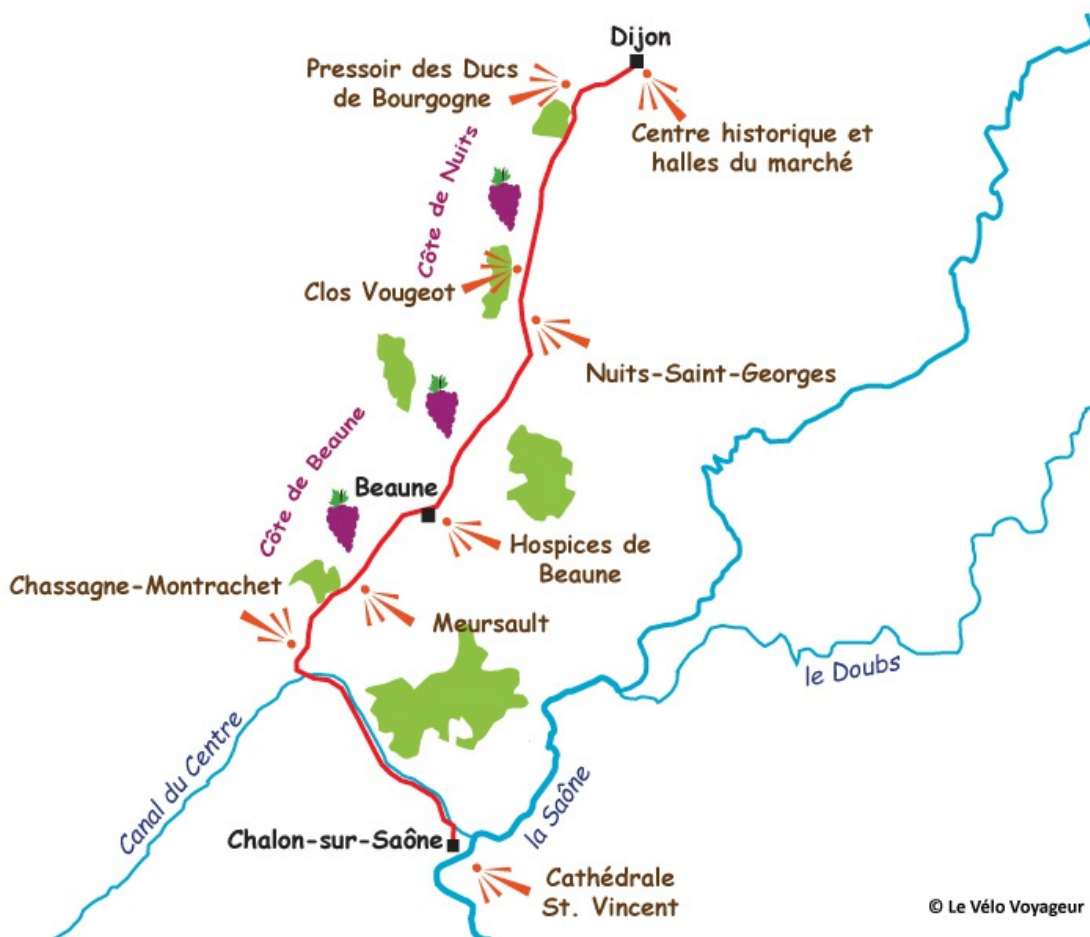 Dijon
Pressoir des Ducs
de Bourgogne
Centre historique et
halles du marché
Côte de Nuits
Clos Vougeot
Nuits-Saint-Georges
Côte de Beaune
Beaune
Hospices de
Beaune
Chassagne-Montrachet
Meursault
le Doubs
Canal du Centre
la Saône
Chalon-sur-Saône
Cathédrale
St. Vincent
© Le Vélo Voyageur